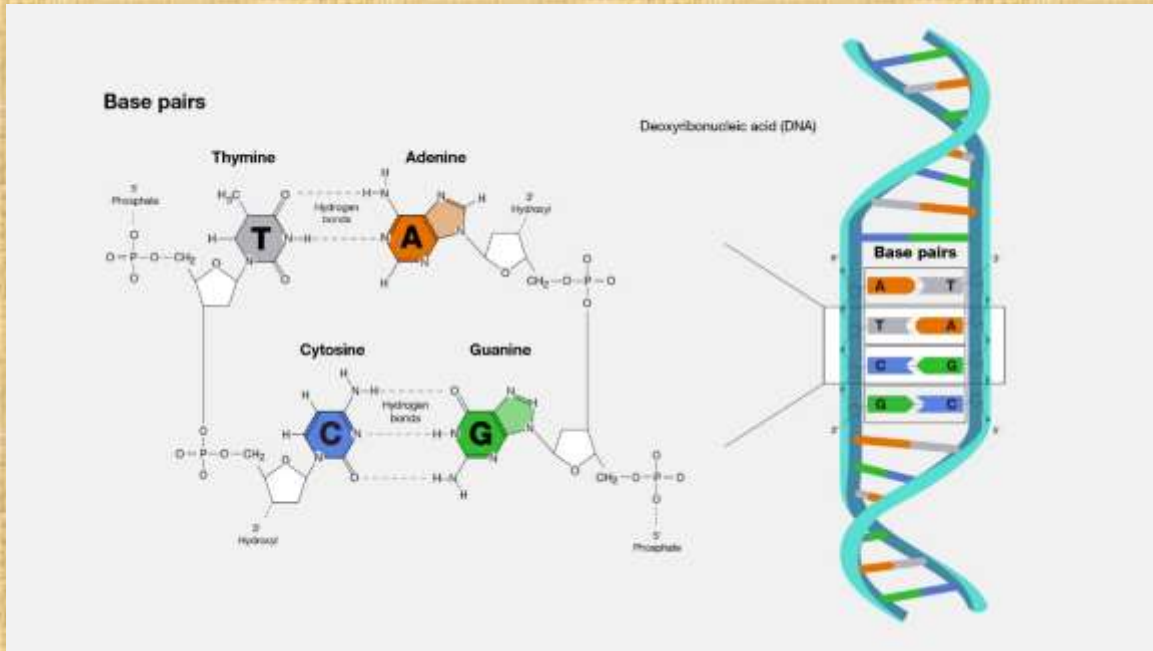 Base pairs
Deoxyribonucleic acid (DNA)
Thymine
Adenine
5'
Phosphate
H₃C
O
H
H
N
N
H
3'
Hydroxyl
Hydrogen
bonds
O
O=P-O-CH₂
O
O
H
T
N-H
N
A
N
N
O
N
O
H
O
CH₂-O-P-O
O
O
Cytosine
Guanine
H
H
N-H
O
N
H
Hydrogen
bonds
H
C
N
H-N
G
N
N
O
O=P-O-CH₂
O
O
N
O
H-N
H
O
CH₂-O-P-O
O
O
3'
Hydroxyl
5'
Phosphate
Base pairs
A T
T A
C G
G C